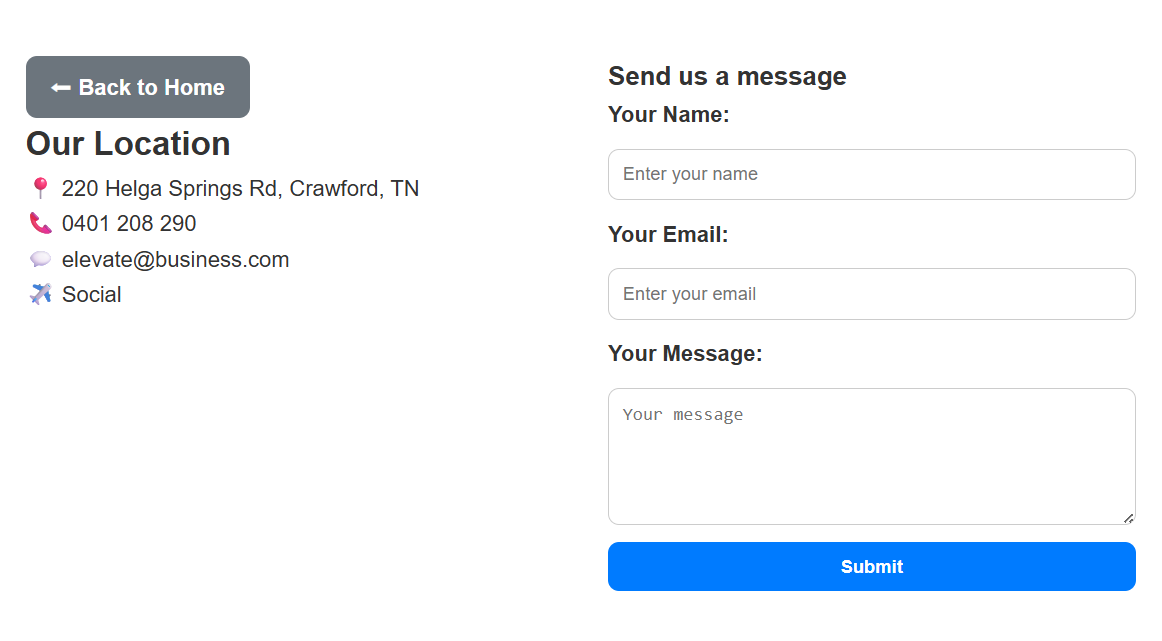 ⬅ Back to Home
Our Location
📍 220 Helga Springs Rd, Crawford, TN
📞 0401 208 290
💬 elevate@business.com
✈ Social
Send us a message
Your Name:
Enter your name
Your Email:
Enter your email
Your Message:
Your message
Submit